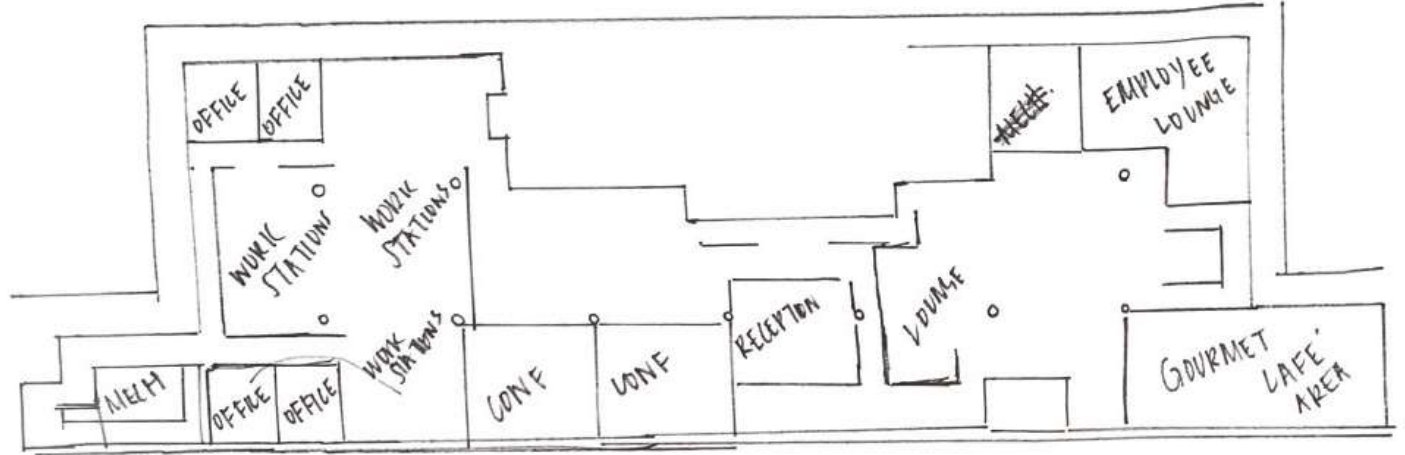 OFFICE
OFFICE
EMPLOYEE
LOUNGE
WORK
STATIONS
WORK
STATIONS
LOUNGE
RECEPTION
WORK
STATIONS
CONF
CONF
GOURMET
CAFE'
AREA
MECH
OFFICE
OFFICE